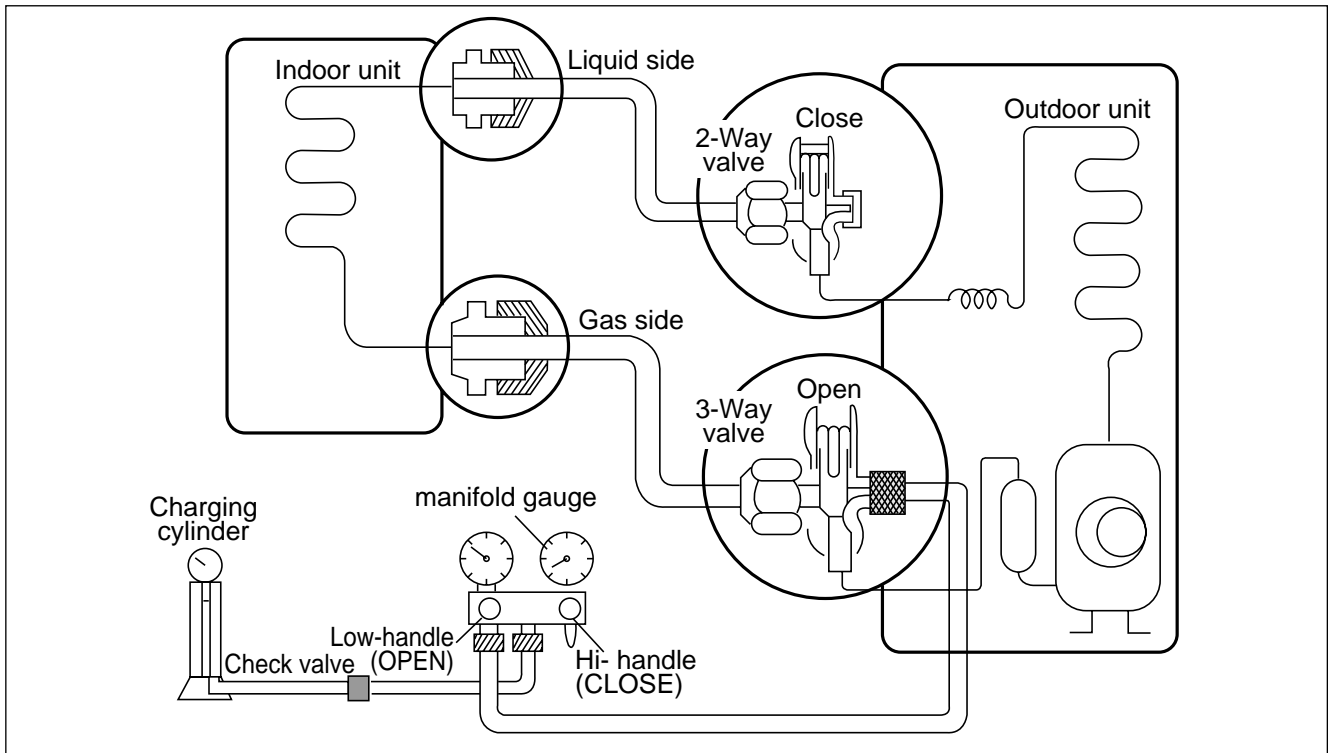 Indoor unit
Liquid side
2-Way
valve
Close
Outdoor unit
Gas side
3-Way
valve
Open
Charging
cylinder
manifold gauge
Check valve
Low-handle
(OPEN)
Hi- handle
(CLOSE)